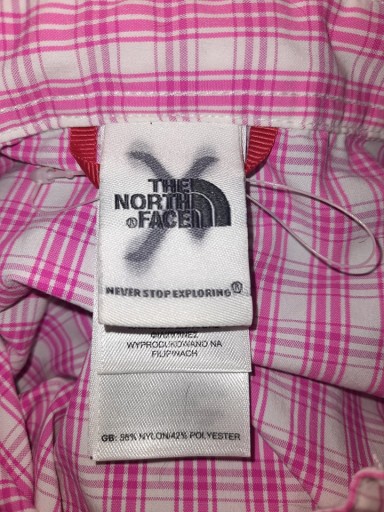 THE
NORTH
FACE
NEVER STOP EXPLORING
WYPRODUKOWANO NA
FILIPINACH
GB: 58% NYLON/42% POLYESTER